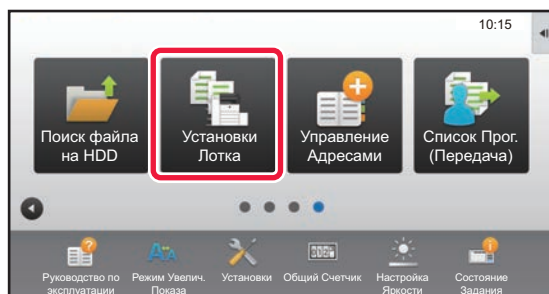 10:15
Поиск файла
на HDD
Установки
Лотка
Управление
Адресами
Список Прог.
(Передача)
Руководство по
эксплуатации
Режим Увелич.
Показа
Установки
Общий Счетчик
Настройка
Яркости
Состояние
Задания